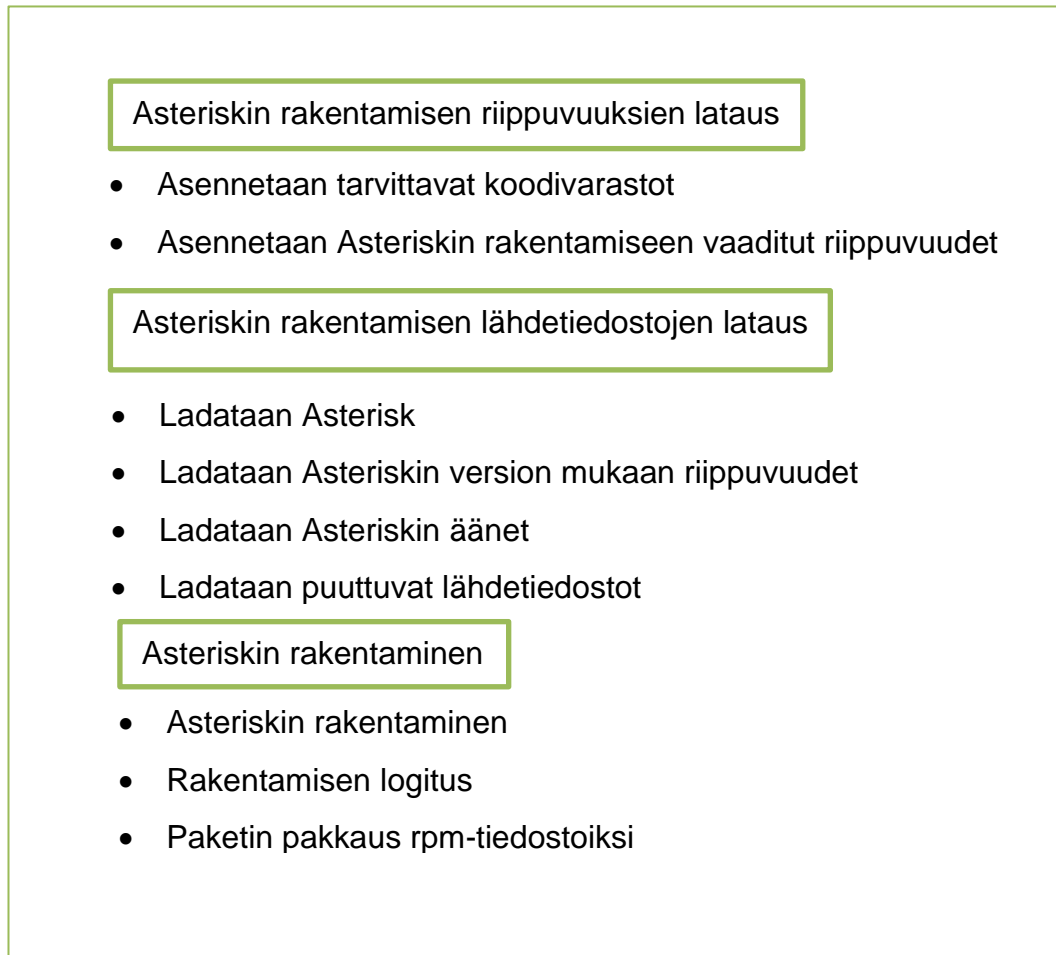 Asteriskin rakentamisen riippuvuuksien lataus
• Asennetaan tarvittavat koodivarastot
• Asennetaan Asteriskin rakentamiseen vaaditut riippuvuudet
Asteriskin rakentamisen lähdetiedostojen lataus
• Ladataan Asterisk
• Ladataan Asteriskin version mukaan riippuvuudet
• Ladataan Asteriskin äänet
• Ladataan puuttuvat lähdetiedostot
Asteriskin rakentaminen
• Asteriskin rakentaminen
• Rakentamisen logitus
• Paketin pakkaus rpm-tiedostoiksi